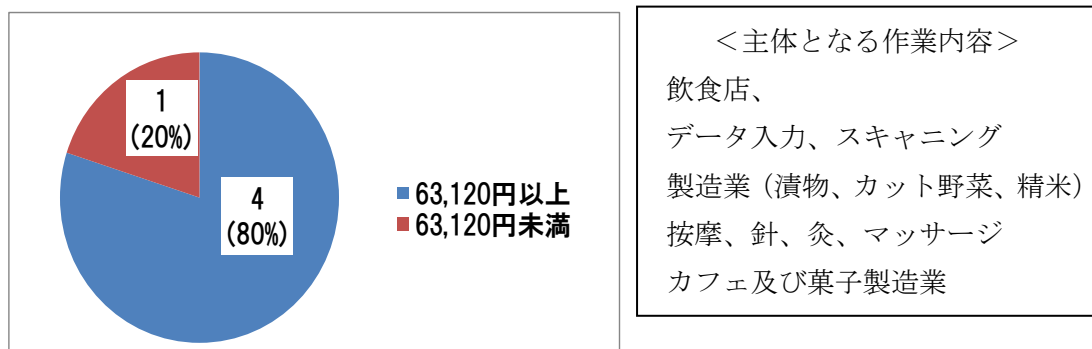 1
(20%)
4
(80%)
63,120円以上
63,120円未満
＜主体となる作業内容＞
飲食店、
データ入力、スキャニング
製造業（漬物、カット野菜、精米）
按摩、針、灸、マッサージ
カフェ及び菓子製造業